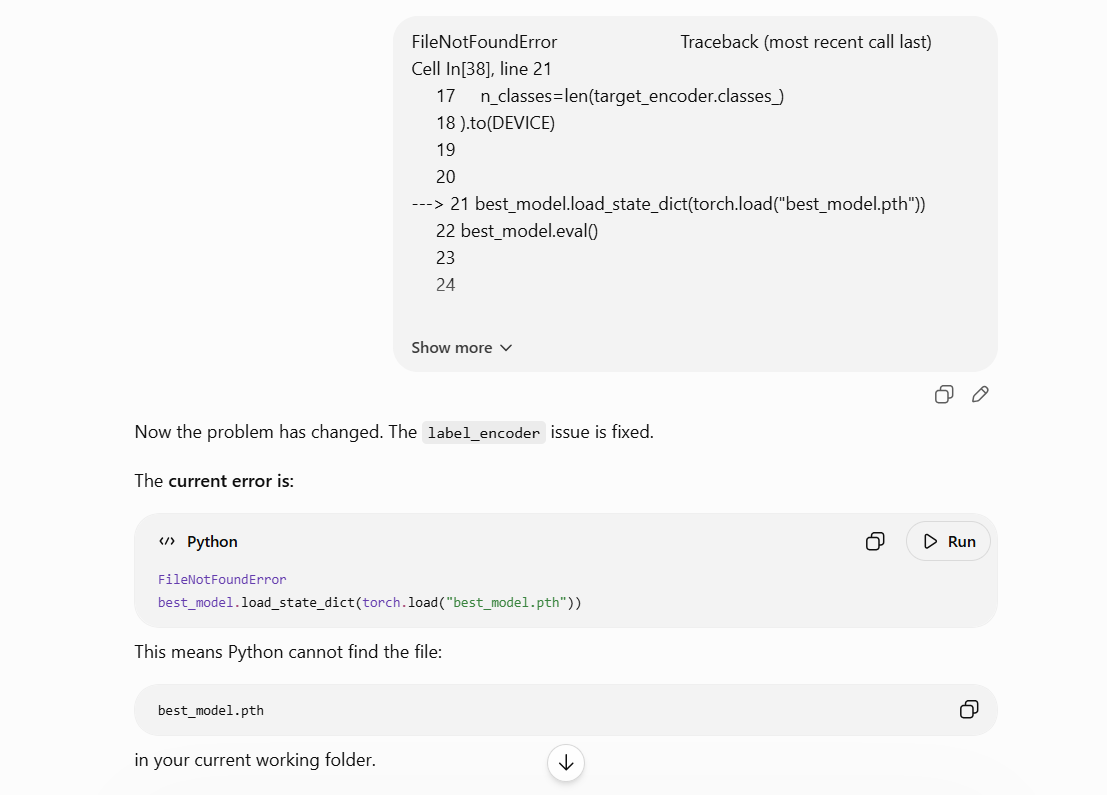 FileNotFoundError                         Traceback (most recent call last)
Cell In[38], line 21
     17     n_classes=len(target_encoder.classes_)
     18 ).to(DEVICE)
     19
     20
---> 21 best_model.load_state_dict(torch.load("best_model.pth"))
     22 best_model.eval()
     23
     24
Show more
Now the problem has changed. The label_encoder issue is fixed.
The current error is:
Python
Run
FileNotFoundError
best_model.load_state_dict(torch.load("best_model.pth"))
This means Python cannot find the file:
best_model.pth
in your current working folder.